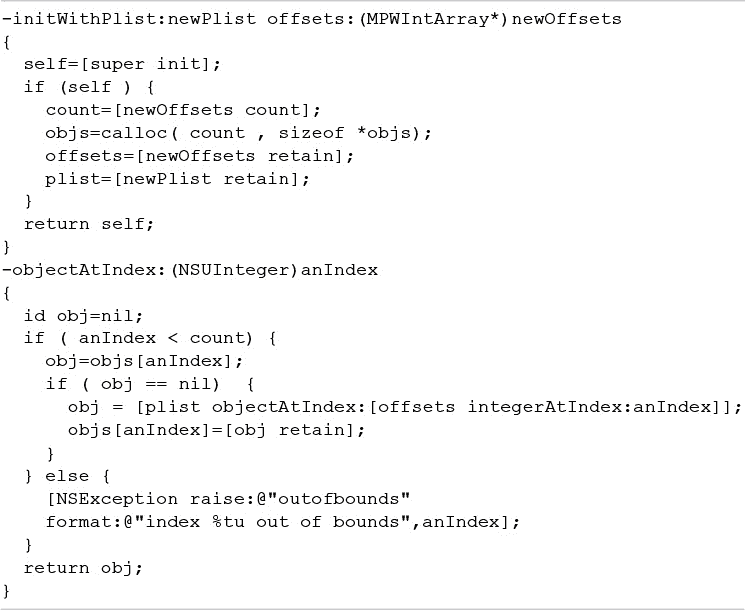 -initWithPlist:newPlist offsets:(MPWIntArray*)newOffsets
{
  self=[super init];
  if (self ) {
    count=[newOffsets count];
    objs=calloc( count , sizeof *objs);
    offsets=[newOffsets retain];
    plist=[newPlist retain];
  }
  return self;
}
-objectAtIndex:(NSUInteger)anIndex
{
  id obj=nil;
  if ( anIndex < count) {
    obj=objs[anIndex];
    if ( obj == nil)  {
      obj = [plist objectAtIndex:[offsets integerAtIndex:anIndex]];
      objs[anIndex]=[obj retain];
    }
  } else {
    [NSException raise:@"outofbounds"
    format:@"index %tu out of bounds",anIndex];
  }
  return obj;
}